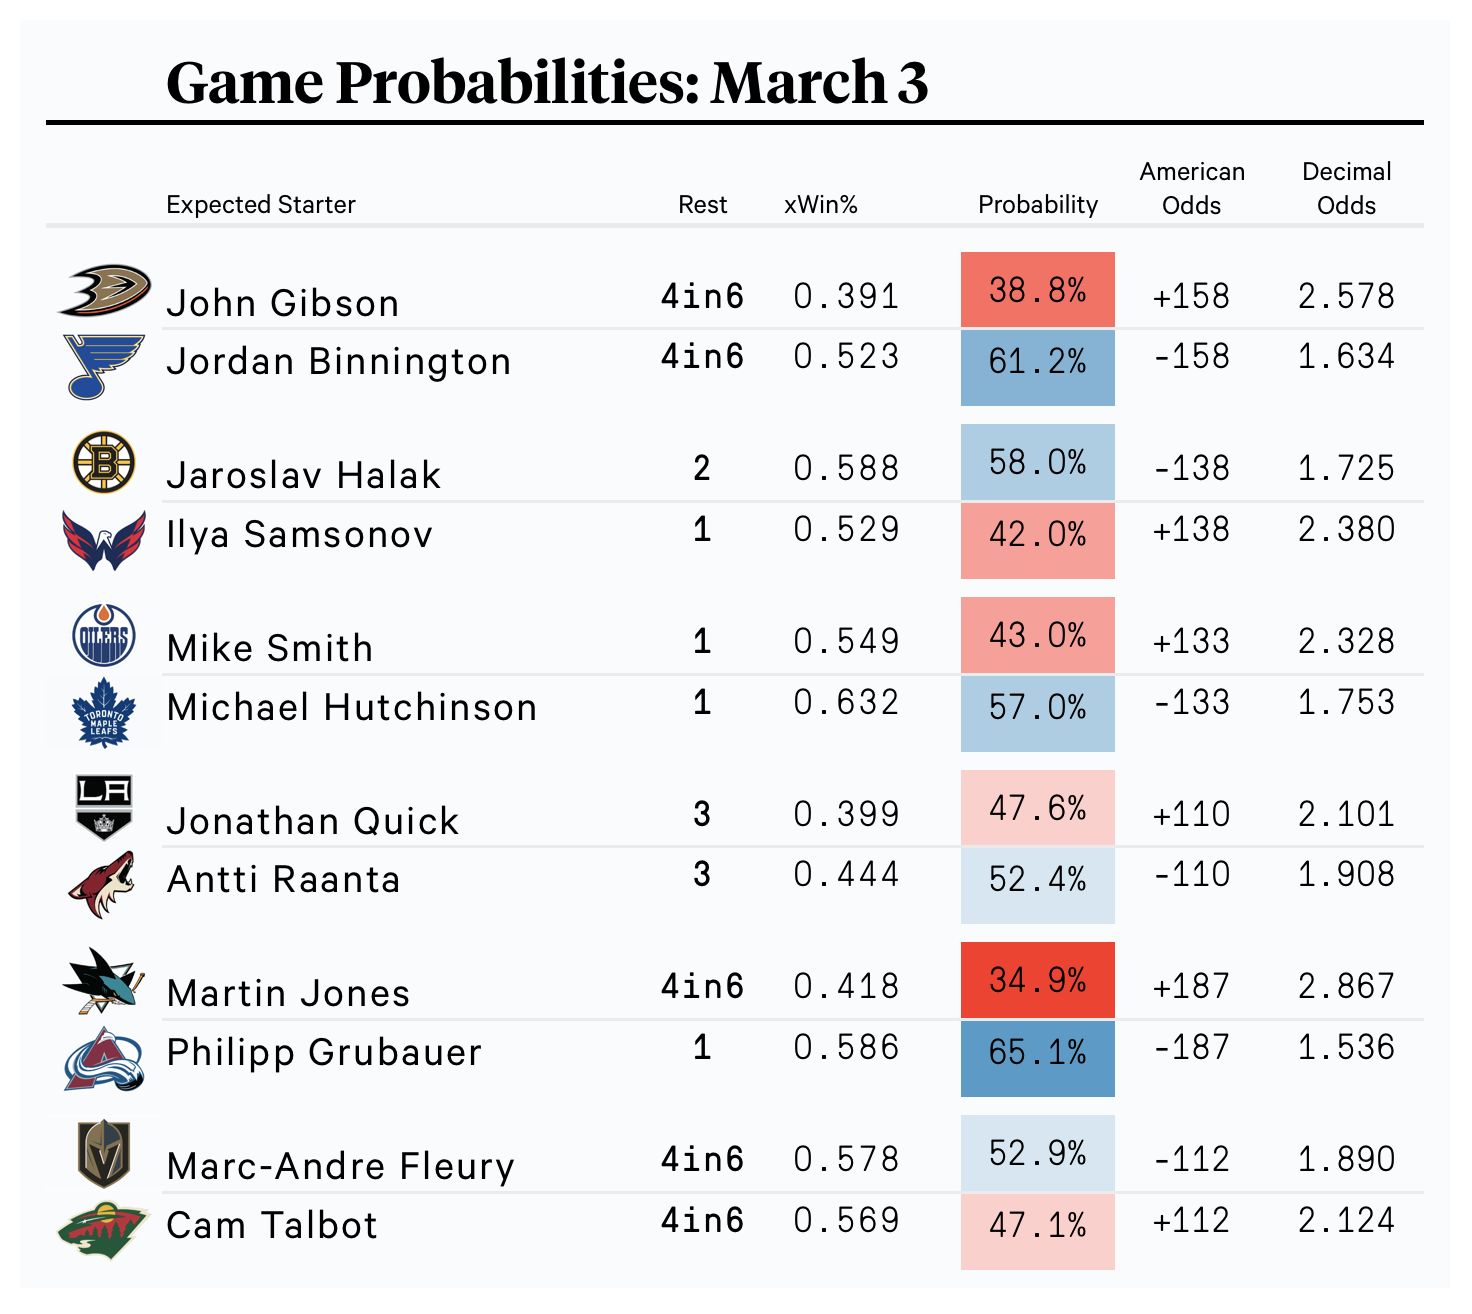 Game Probabilities: March 3
Expected Starter Rest xWin% Probability American Odds Decimal Odds
John Gibson 4in6 0.391 38.8% +158 2.578
Jordan Binnington 4in6 0.523 61.2% -158 1.634
B
Jaroslav Halak 2 0.588 58.0% -138 1.725
Ilya Samsonov 1 0.529 42.0% +138 2.380
OILERS
Mike Smith 1 0.549 43.0% +133 2.328
TORONTO
MAPLE
LEAFS
Michael Hutchinson 1 0.632 57.0% -133 1.753
LA
Jonathan Quick 3 0.399 47.6% +110 2.101
Antti Raanta 3 0.444 52.4% -110 1.908
Martin Jones 4in6 0.418 34.9% +187 2.867
Philipp Grubauer 1 0.586 65.1% -187 1.536
Marc-Andre Fleury 4in6 0.578 52.9% -112 1.890
Cam Talbot 4in6 0.569 47.1% +112 2.124